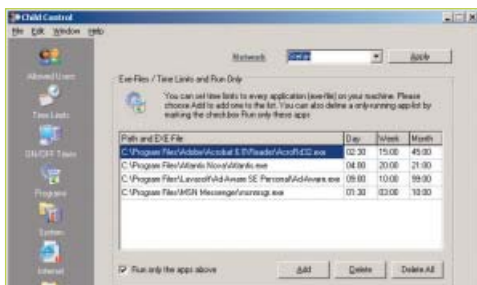 Child Control
File Edit Window Help
Network Stefan Apply
Allowed Users
Exe-Files / Time Limits and Run Only
You can set time limits to every application (exe-file) on your machine. Please
choose Add to add one to the list. You can also define a only-running app-list by
marking the checkbox Run only these apps
Time Limits
Path and EXE-File Day Week Month
C:\Program Files\Adobe\Acrobat 6.0\Reader\AcroRd32.exe 02:30 15:00 45:00
ON/OFF Times
C:\Program Files\Atlantis Nova\Atlantis.exe 04:00 20:00 21:00
C:\Program Files\Lavasoft\Ad-Aware SE Personal\Ad-Aware.exe 09:00 10:00 99:00
C:\Program Files\MSN Messenger\msnmsgr.exe 01:30 03:00 10:00
Programs
System
Internet
Run only the apps above Add Delete Delete All